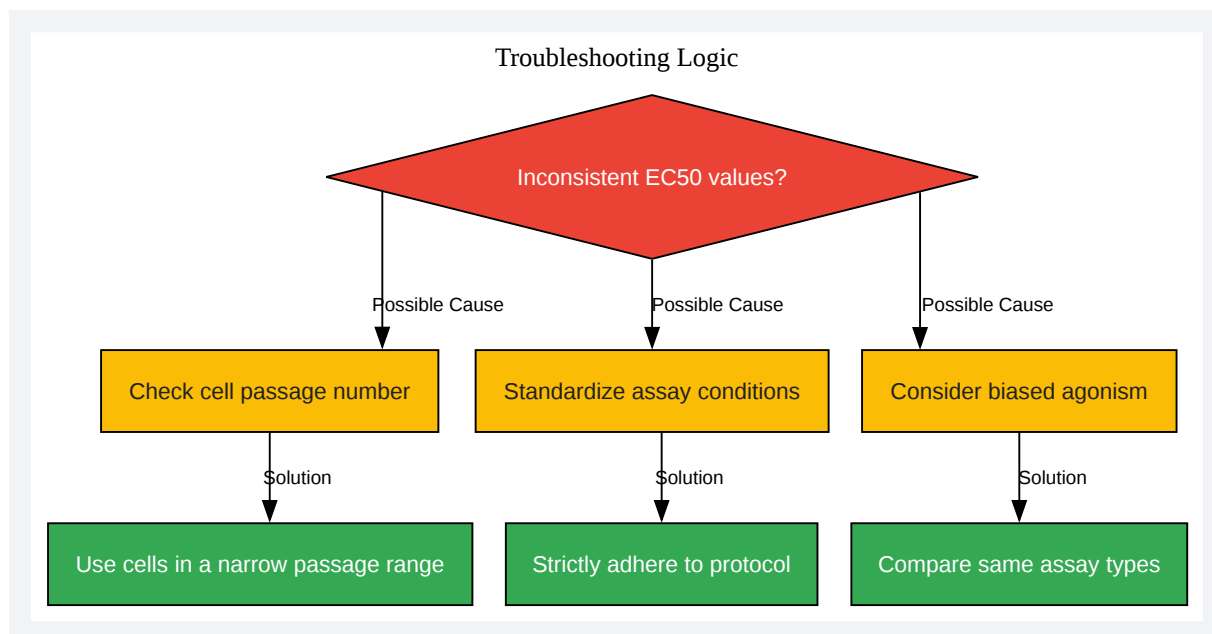 Troubleshooting Logic
Inconsistent EC50 values?
Possible Cause
Possible Cause
Possible Cause
Check cell passage number
Standardize assay conditions
Consider biased agonism
Solution
Solution
Solution
Use cells in a narrow passage range
Strictly adhere to protocol
Compare same assay types